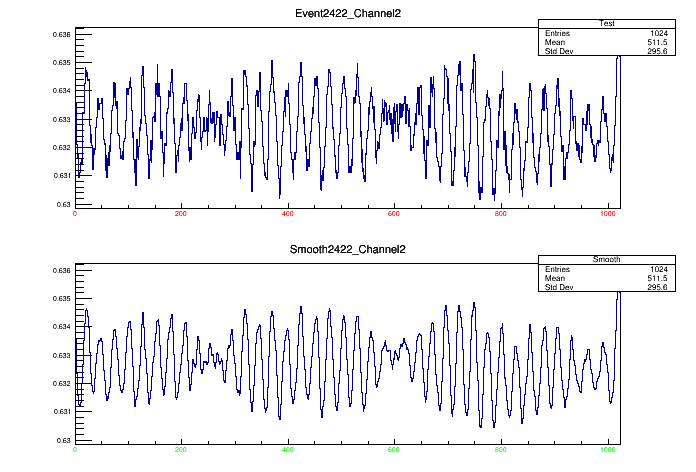 Event2422_Channel2
Test
Entries 1024
Mean 511.5
Std Dev 295.6
0.636
0.635
0.634
0.633
0.632
0.631
0.63
0 200 400 600 800 1000
Smooth2422_Channel2
Smooth
Entries 1024
Mean 511.5
Std Dev 295.6
0.636
0.635
0.634
0.633
0.632
0.631
0.63
0 200 400 600 800 1000